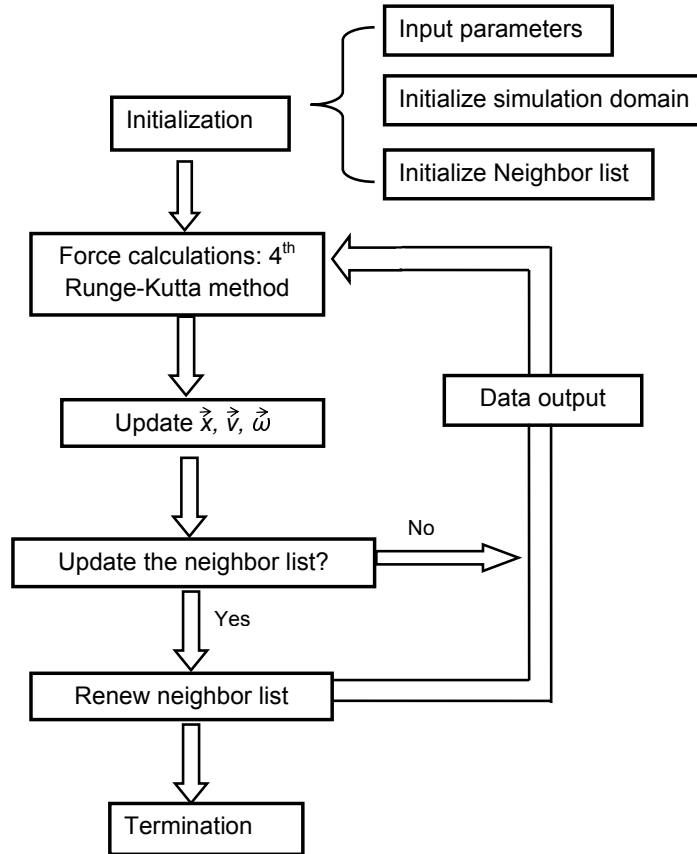 Input parameters
Initialization
Initialize simulation domain
Initialize Neighbor list
Force calculations: 4th
Runge-Kutta method
Data output
Update x⃗, v⃗, ω⃗
No
Update the neighbor list?
Yes
Renew neighbor list
Termination